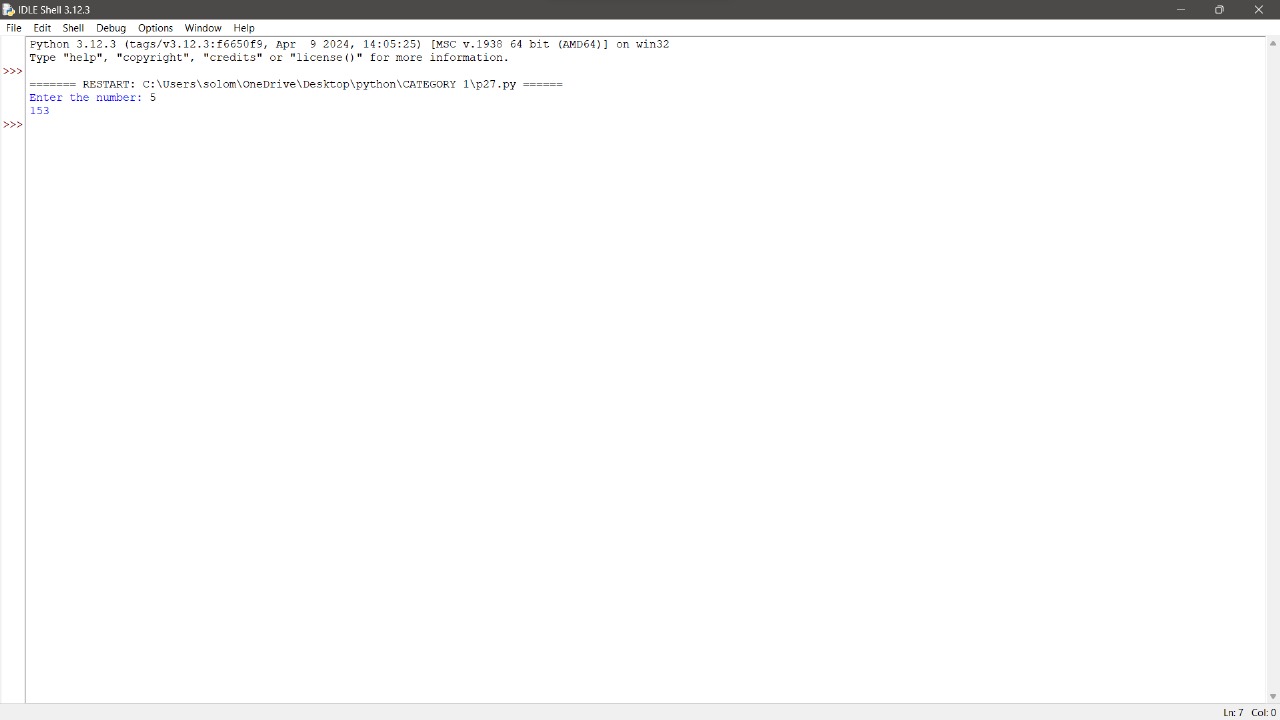 IDLE Shell 3.12.3
File Edit Shell Debug Options Window Help
Python 3.12.3 (tags/v3.12.3:f6650f9, Apr  9 2024, 14:05:25) [MSC v.1938 64 bit (AMD64)] on win32
Type "help", "copyright", "credits" or "license()" for more information.
>>>
======= RESTART: C:\Users\solom\OneDrive\Desktop\python\CATEGORY 1\p27.py ======
Enter the number: 5
153
>>>
Ln: 7 Col: 0